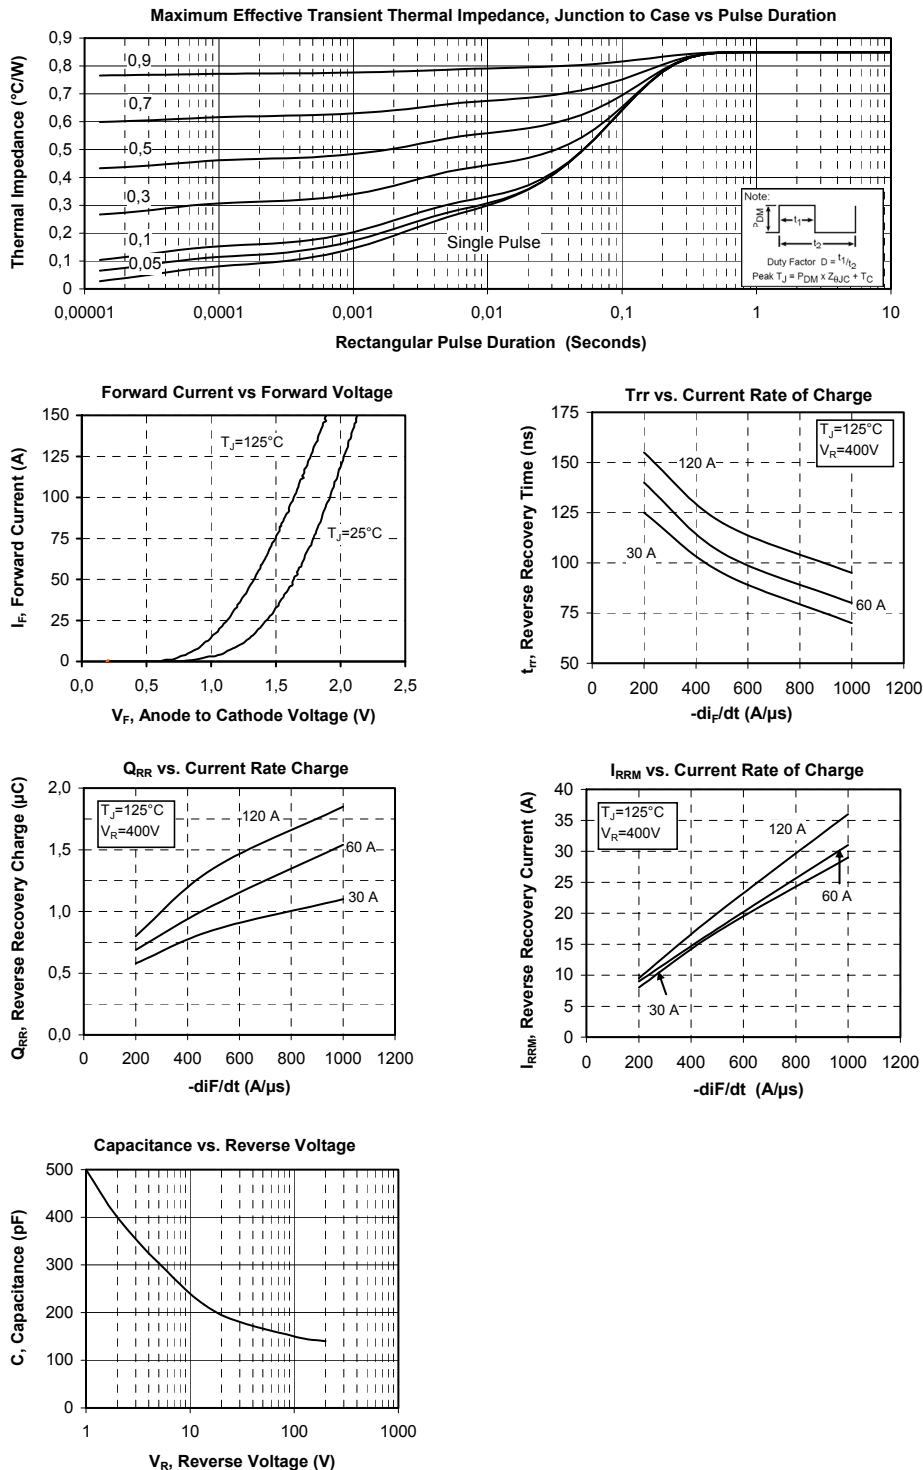 Maximum Effective Transient Thermal Impedance, Junction to Case vs Pulse Duration
Thermal Impedance (°C/W)
0,9
0,8
0,7
0,6
0,5
0,4
0,3
0,2
0,1
0
0,9
0,7
0,5
0,3
0,1
0,05
Single Pulse
Note:
PDM
t1
t2
Duty Factor D = t1/t2
Peak TJ = PDM x ZθJC + TC
0,00001 0,0001 0,001 0,01 0,1 1 10
Rectangular Pulse Duration (Seconds)
Forward Current vs Forward Voltage
IF, Forward Current (A)
150
125
100
75
50
25
0
TJ=125°C
TJ=25°C
0,0 0,5 1,0 1,5 2,0 2,5
VF, Anode to Cathode Voltage (V)
Trr vs. Current Rate of Charge
trr, Reverse Recovery Time (ns)
175
150
125
100
75
50
TJ=125°C
VR=400V
120 A
30 A
60 A
0 200 400 600 800 1000 1200
-diF/dt (A/µs)
QRR vs. Current Rate Charge
QRR, Reverse Recovery Charge (µC)
2,0
1,5
1,0
0,5
0,0
TJ=125°C
VR=400V
120 A
60 A
30 A
0 200 400 600 800 1000 1200
-diF/dt (A/µs)
IRRM vs. Current Rate of Charge
IRRM, Reverse Recovery Current (A)
40
35
30
25
20
15
10
5
0
TJ=125°C
VR=400V
120 A
60 A
30 A
0 200 400 600 800 1000 1200
-diF/dt (A/µs)
Capacitance vs. Reverse Voltage
C, Capacitance (pF)
500
400
300
200
100
0
1 10 100 1000
VR, Reverse Voltage (V)